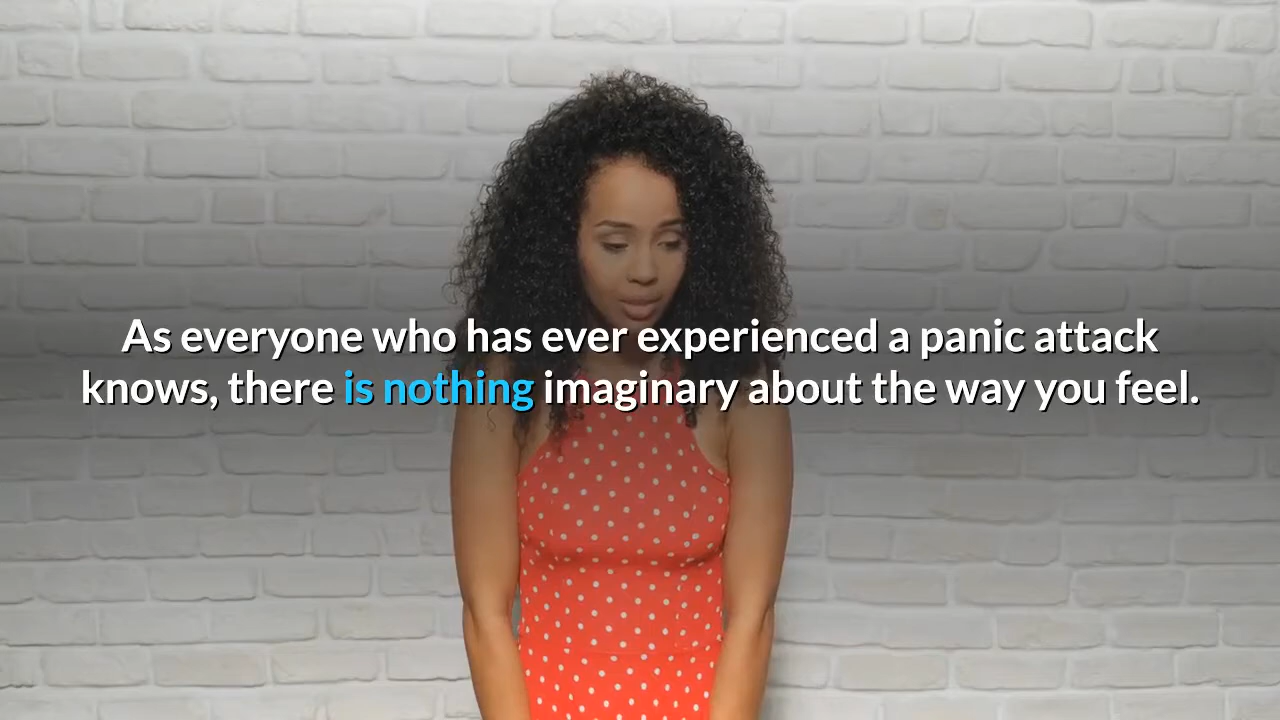 As everyone who has ever experienced a panic attack
knows, there is nothing imaginary about the way you feel.